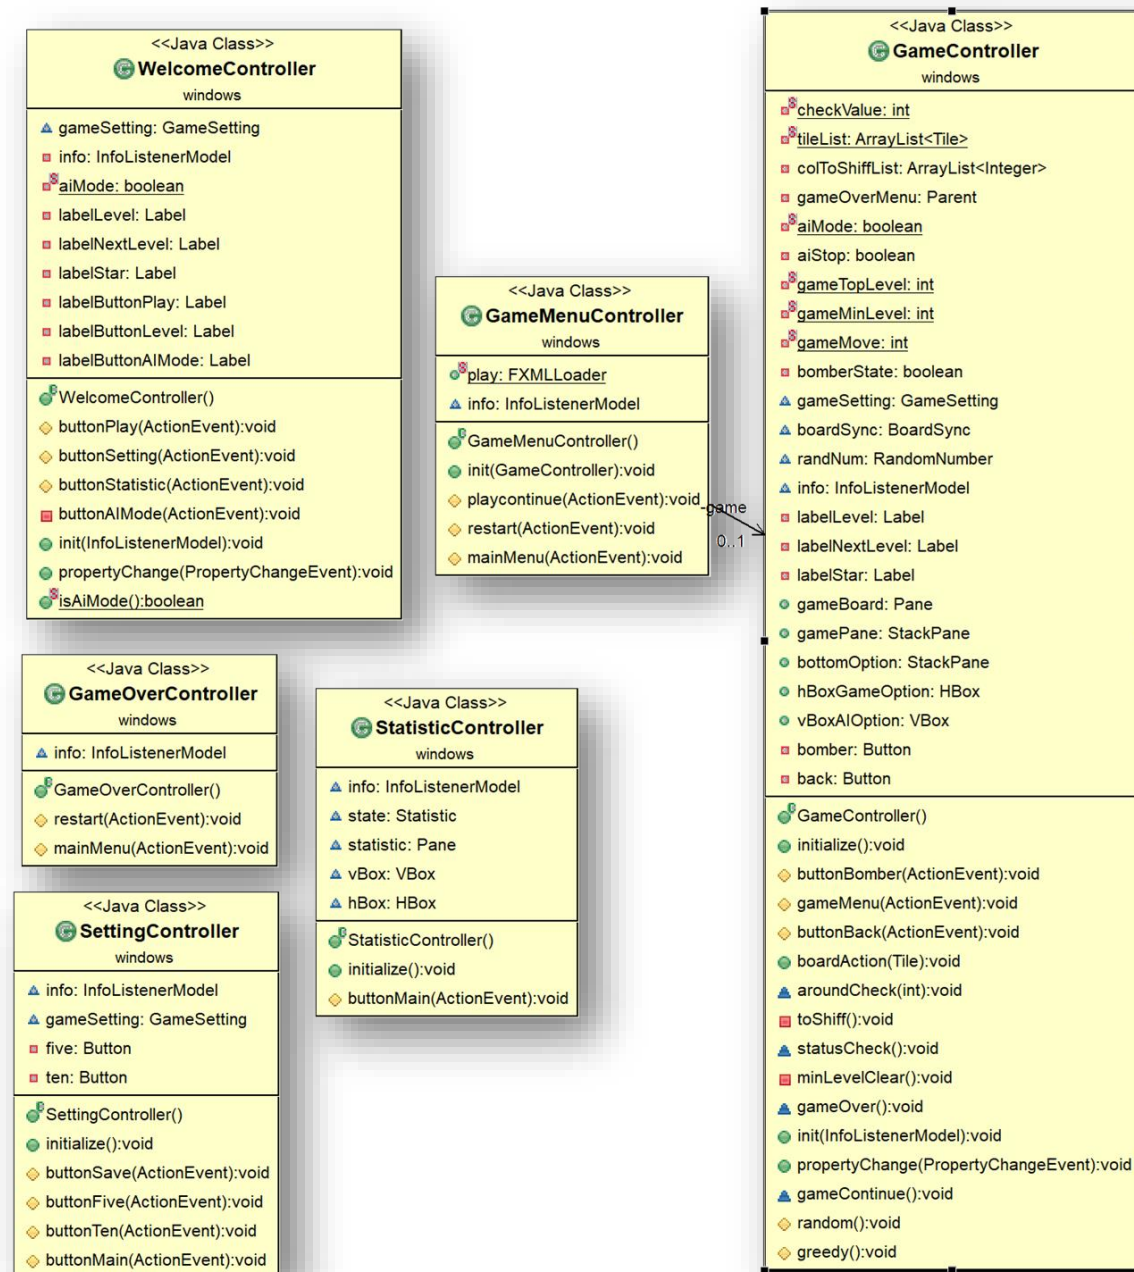 <<Java Class>>
WelcomeController
windows
gameSetting: GameSetting
info: InfoListenerModel
aiMode: boolean
labelLevel: Label
labelNextLevel: Label
labelStar: Label
labelButtonPlay: Label
labelButtonLevel: Label
labelButtonAIMode: Label
WelcomeController()
buttonPlay(ActionEvent):void
buttonSetting(ActionEvent):void
buttonStatistic(ActionEvent):void
buttonAIMode(ActionEvent):void
init(InfoListenerModel):void
propertyChange(PropertyChangeEvent):void
isAiMode():boolean
<<Java Class>>
GameMenuController
windows
play: FXMLLoader
info: InfoListenerModel
GameMenuController()
init(GameController):void
playcontinue(ActionEvent):void
restart(ActionEvent):void
mainMenu(ActionEvent):void
-game
0..1
<<Java Class>>
GameController
windows
checkValue: int
tileList: ArrayList<Tile>
colToShiffList: ArrayList<Integer>
gameOverMenu: Parent
aiMode: boolean
aiStop: boolean
gameTopLevel: int
gameMinLevel: int
gameMove: int
bomberState: boolean
gameSetting: GameSetting
boardSync: BoardSync
randNum: RandomNumber
info: InfoListenerModel
labelLevel: Label
labelNextLevel: Label
labelStar: Label
gameBoard: Pane
gamePane: StackPane
bottomOption: StackPane
hBoxGameOption: HBox
vBoxAIOption: VBox
bomber: Button
back: Button
GameController()
initialize():void
buttonBomber(ActionEvent):void
gameMenu(ActionEvent):void
buttonBack(ActionEvent):void
boardAction(Tile):void
aroundCheck(int):void
toShiff():void
statusCheck():void
minLevelClear():void
gameOver():void
init(InfoListenerModel):void
propertyChange(PropertyChangeEvent):void
gameContinue():void
random():void
greedy():void
<<Java Class>>
GameOverController
windows
info: InfoListenerModel
GameOverController()
restart(ActionEvent):void
mainMenu(ActionEvent):void
<<Java Class>>
StatisticController
windows
info: InfoListenerModel
state: Statistic
statistic: Pane
vBox: VBox
hBox: HBox
StatisticController()
initialize():void
buttonMain(ActionEvent):void
<<Java Class>>
SettingController
windows
info: InfoListenerModel
gameSetting: GameSetting
five: Button
ten: Button
SettingController()
initialize():void
buttonSave(ActionEvent):void
buttonFive(ActionEvent):void
buttonTen(ActionEvent):void
buttonMain(ActionEvent):void